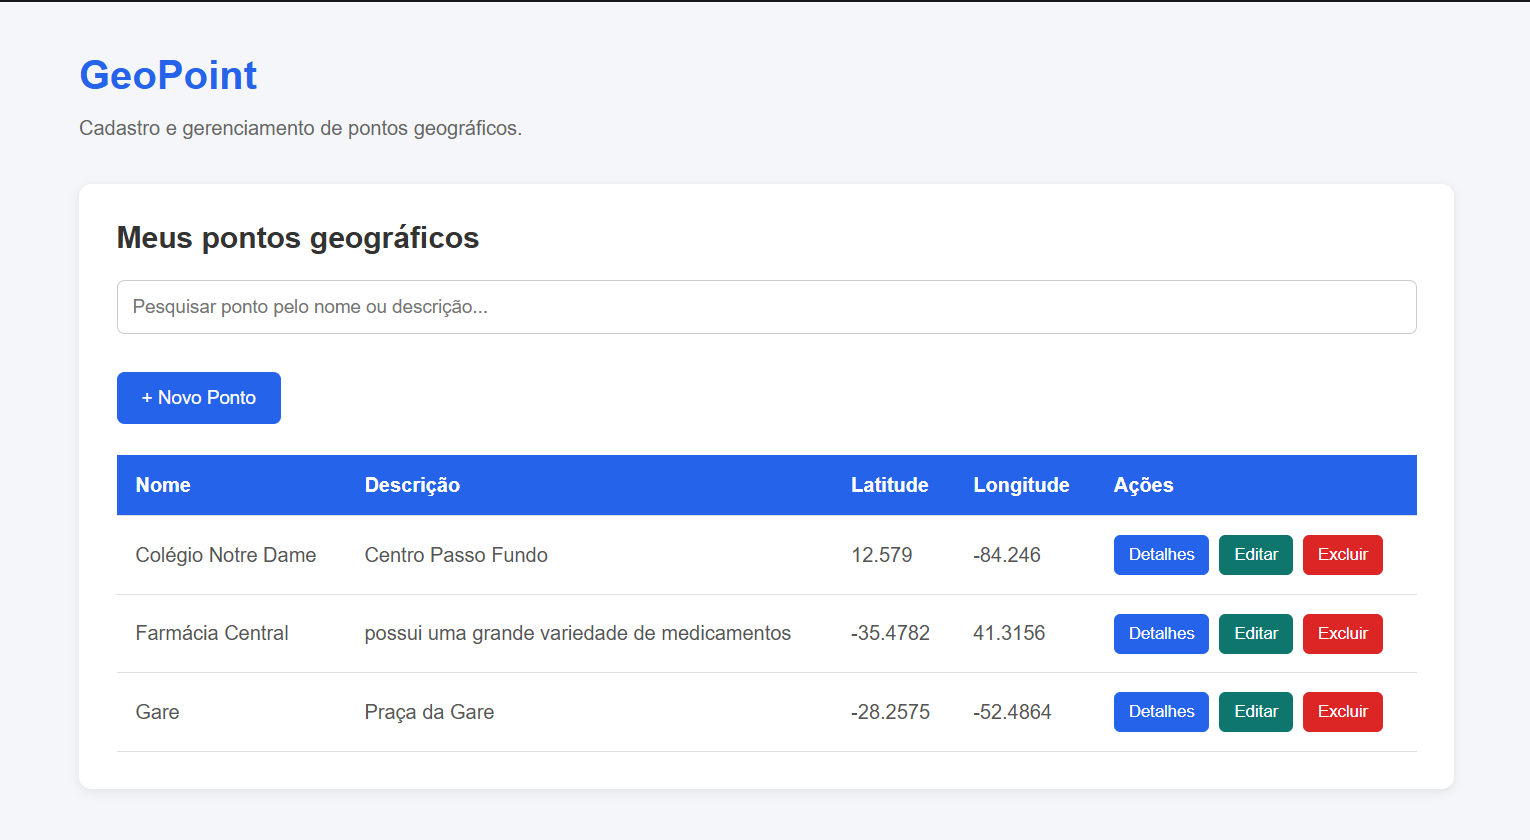 GeoPoint
Cadastro e gerenciamento de pontos geográficos.
Meus pontos geográficos
Pesquisar ponto pelo nome ou descrição...
+ Novo Ponto
Nome Descrição Latitude Longitude Ações
Colégio Notre Dame Centro Passo Fundo 12.579 -84.246 Detalhes Editar Excluir
Farmácia Central possui uma grande variedade de medicamentos -35.4782 41.3156 Detalhes Editar Excluir
Gare Praça da Gare -28.2575 -52.4864 Detalhes Editar Excluir